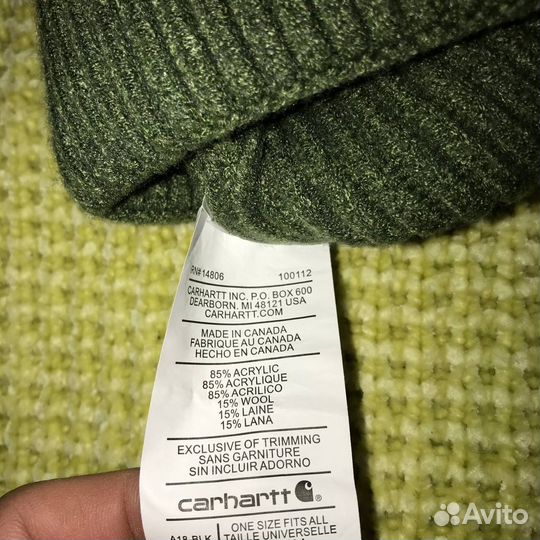 RN#14806 100112
CARHARTT INC. P.O. BOX 600
DEARBORN, MI 48121 USA
CARHARTT.COM
MADE IN CANADA
FABRIQUE AU CANADA
HECHO EN CANADA
85% ACRYLIC
85% ACRYLIQUE
85% ACRILICO
15% WOOL
15% LAINE
15% LANA
EXCLUSIVE OF TRIMMING
SANS GARNITURE
SIN INCLUIR ADORNO
carhartt
A18-BLK
ONE SIZE FITS ALL
TAILLE UNIVERSELLE
Avito